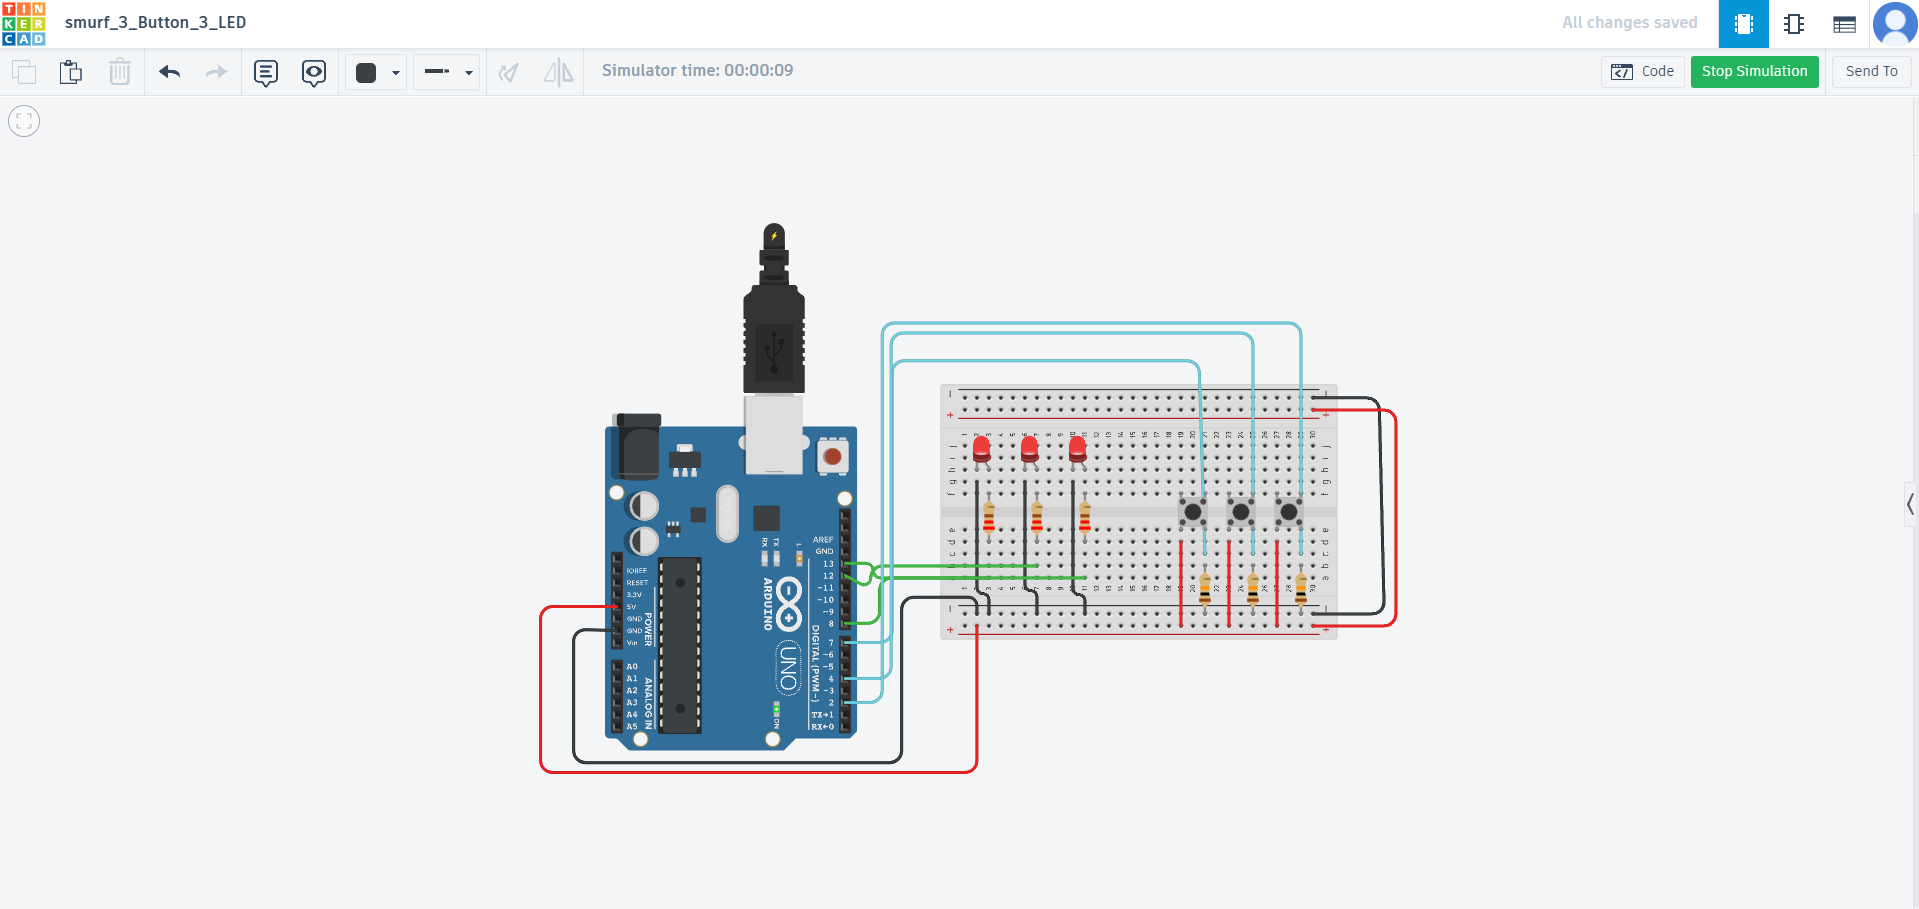 TIN
KER
CAD
smurf_3_Button_3_LED
All changes saved
Simulator time: 00:00:09
Code
Stop Simulation
Send To
AREF
GND
13
12
~11
~10
~9
8
7
~6
~5
4
~3
2
TX→1
RX←0
DIGITAL (PWM~)
RX
TX
L
ARDUINO
UNO
ON
IOREF
RESET
3.3V
5V
GND
GND
Vin
POWER
A0
A1
A2
A3
A4
A5
ANALOG IN